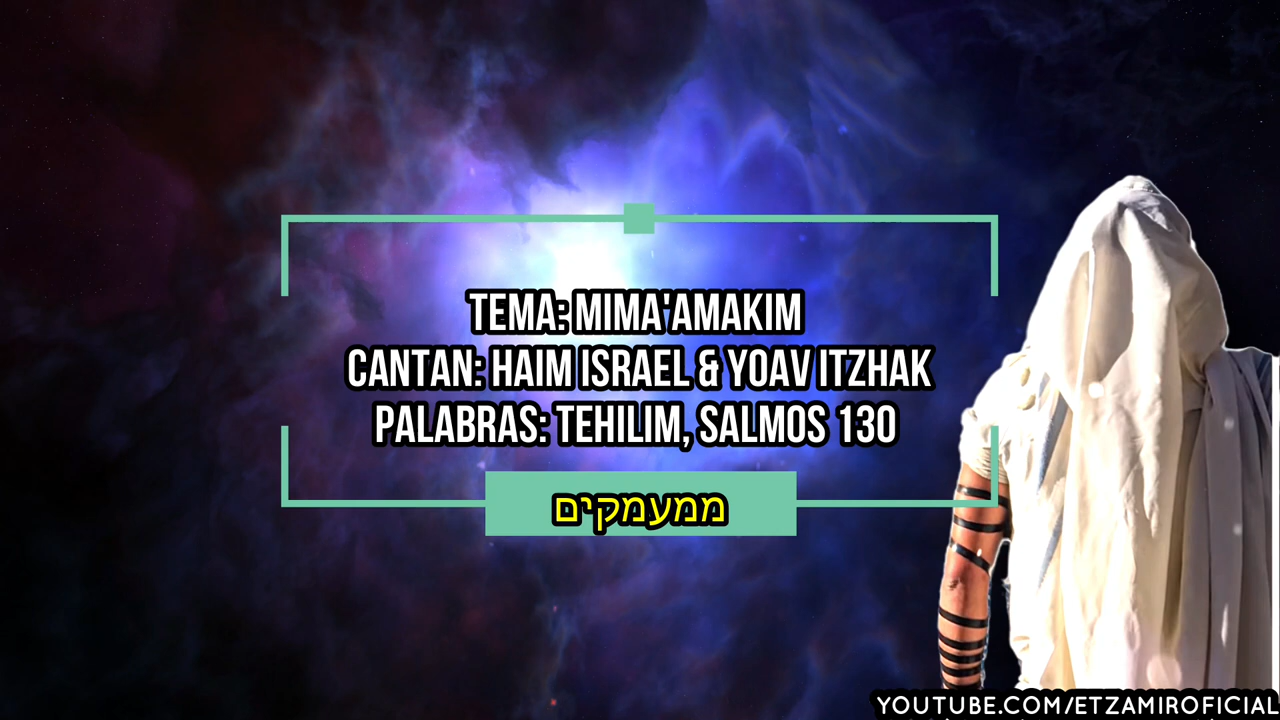 TEMA: MIMA'AMAKIM
CANTAN: HAIM ISRAEL & YOAV ITZHAK
PALABRAS: TEHILIM, SALMOS 130
ממעמקים
YOUTUBE.COM/ETZAMIROFICIAL